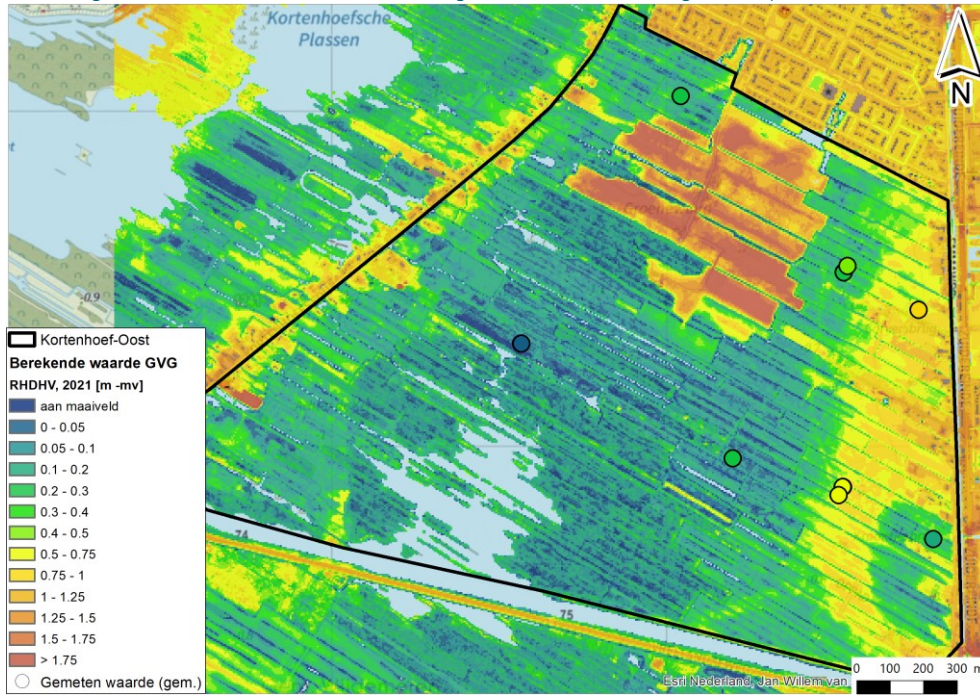 Kortenhoefsche
Plassen
N
6
-0.9
Kortenhoef-Oost
Berekende waarde GVG
RHDHV, 2021 [m -mv]
aan maaiveld
0 - 0.05
0.05 - 0.1
0.1 - 0.2
0.2 - 0.3
0.3 - 0.4
0.4 - 0.5
0.5 - 0.75
0.75 - 1
1 - 1.25
1.25 - 1.5
1.5 - 1.75
> 1.75
Gemeten waarde (gem.)
74
75
Esri Nederland, Jan-Willem van
0 100 200 300 m